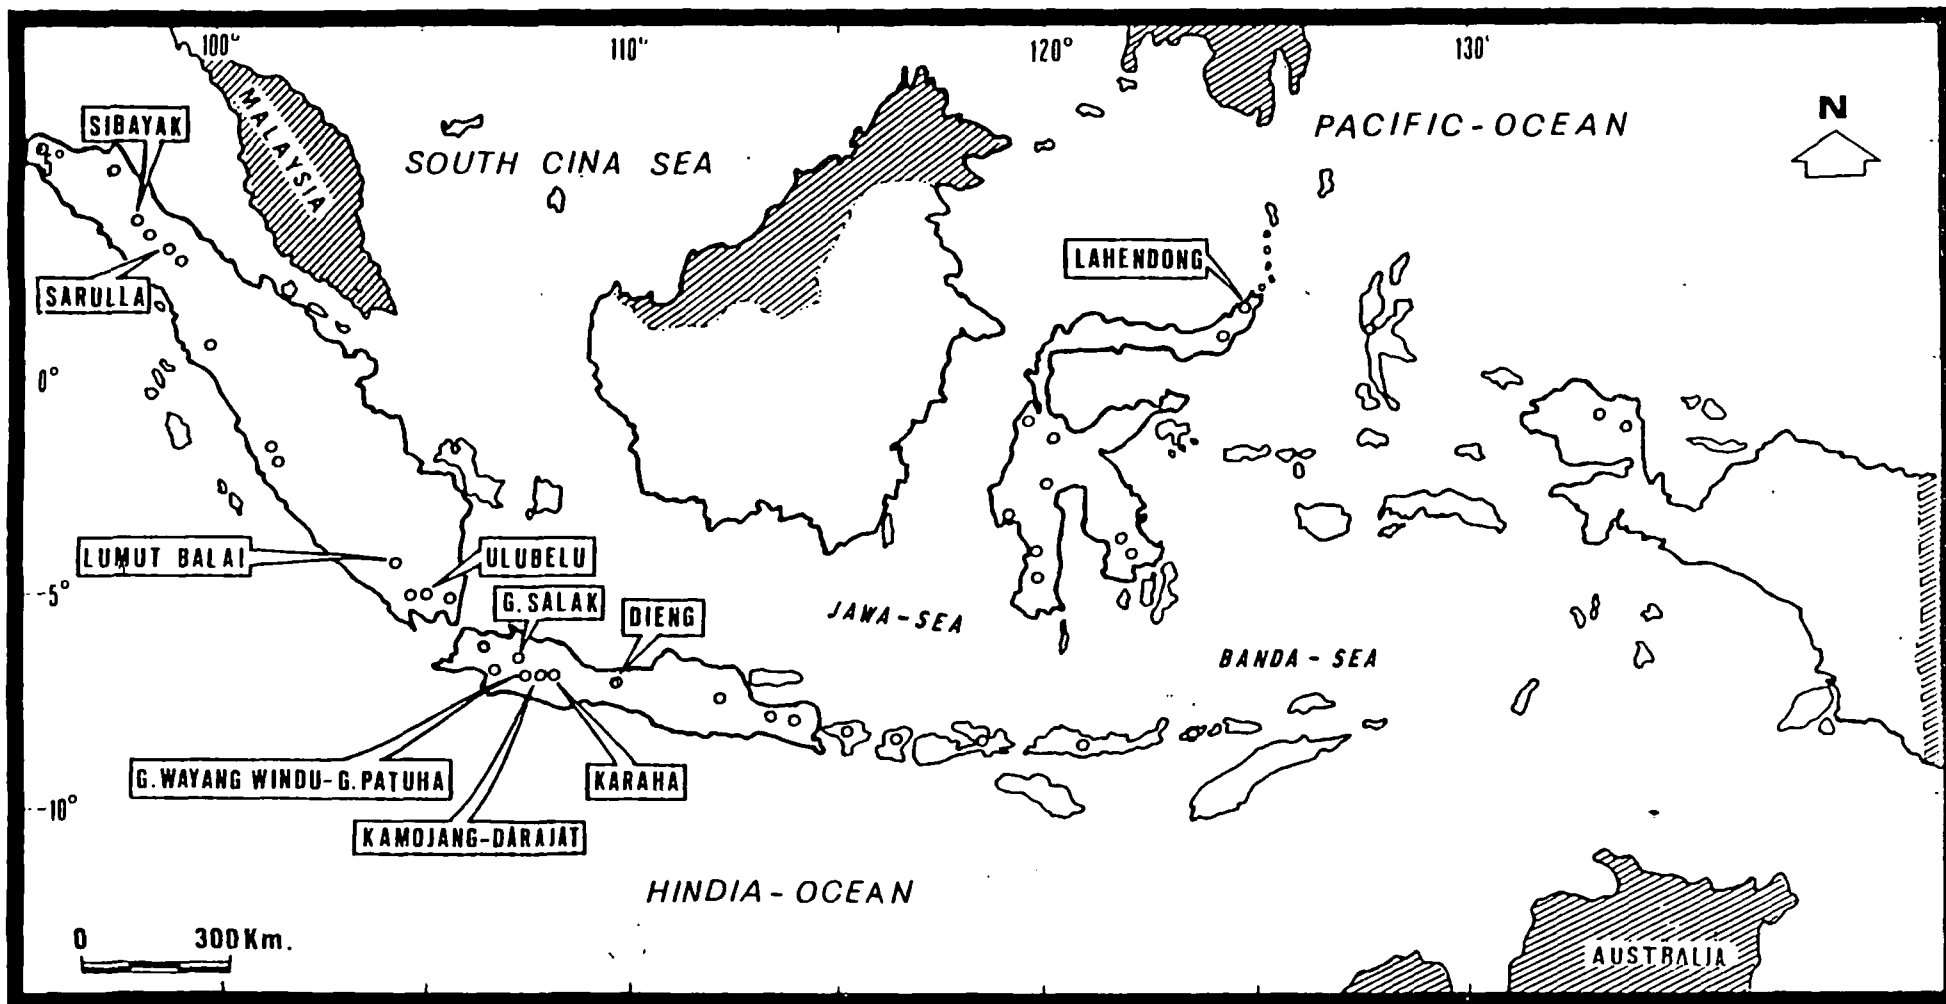 100°
110°
120°
130°
MALAYSIA
SIBAYAK
5°
SOUTH CINA SEA
PACIFIC-OCEAN
N
LAHENDONG
SARULLA
0°
LUMUT BALAI
ULUBELU
-5°
G.SALAK
DIENG
JAWA-SEA
BANDA-SEA
G.WAYANG WINDU-G.PATUHA
KARAHA
-10°
KAMOJANG-DARAJAT
HINDIA-OCEAN
0 300Km.
AUSTRALIA